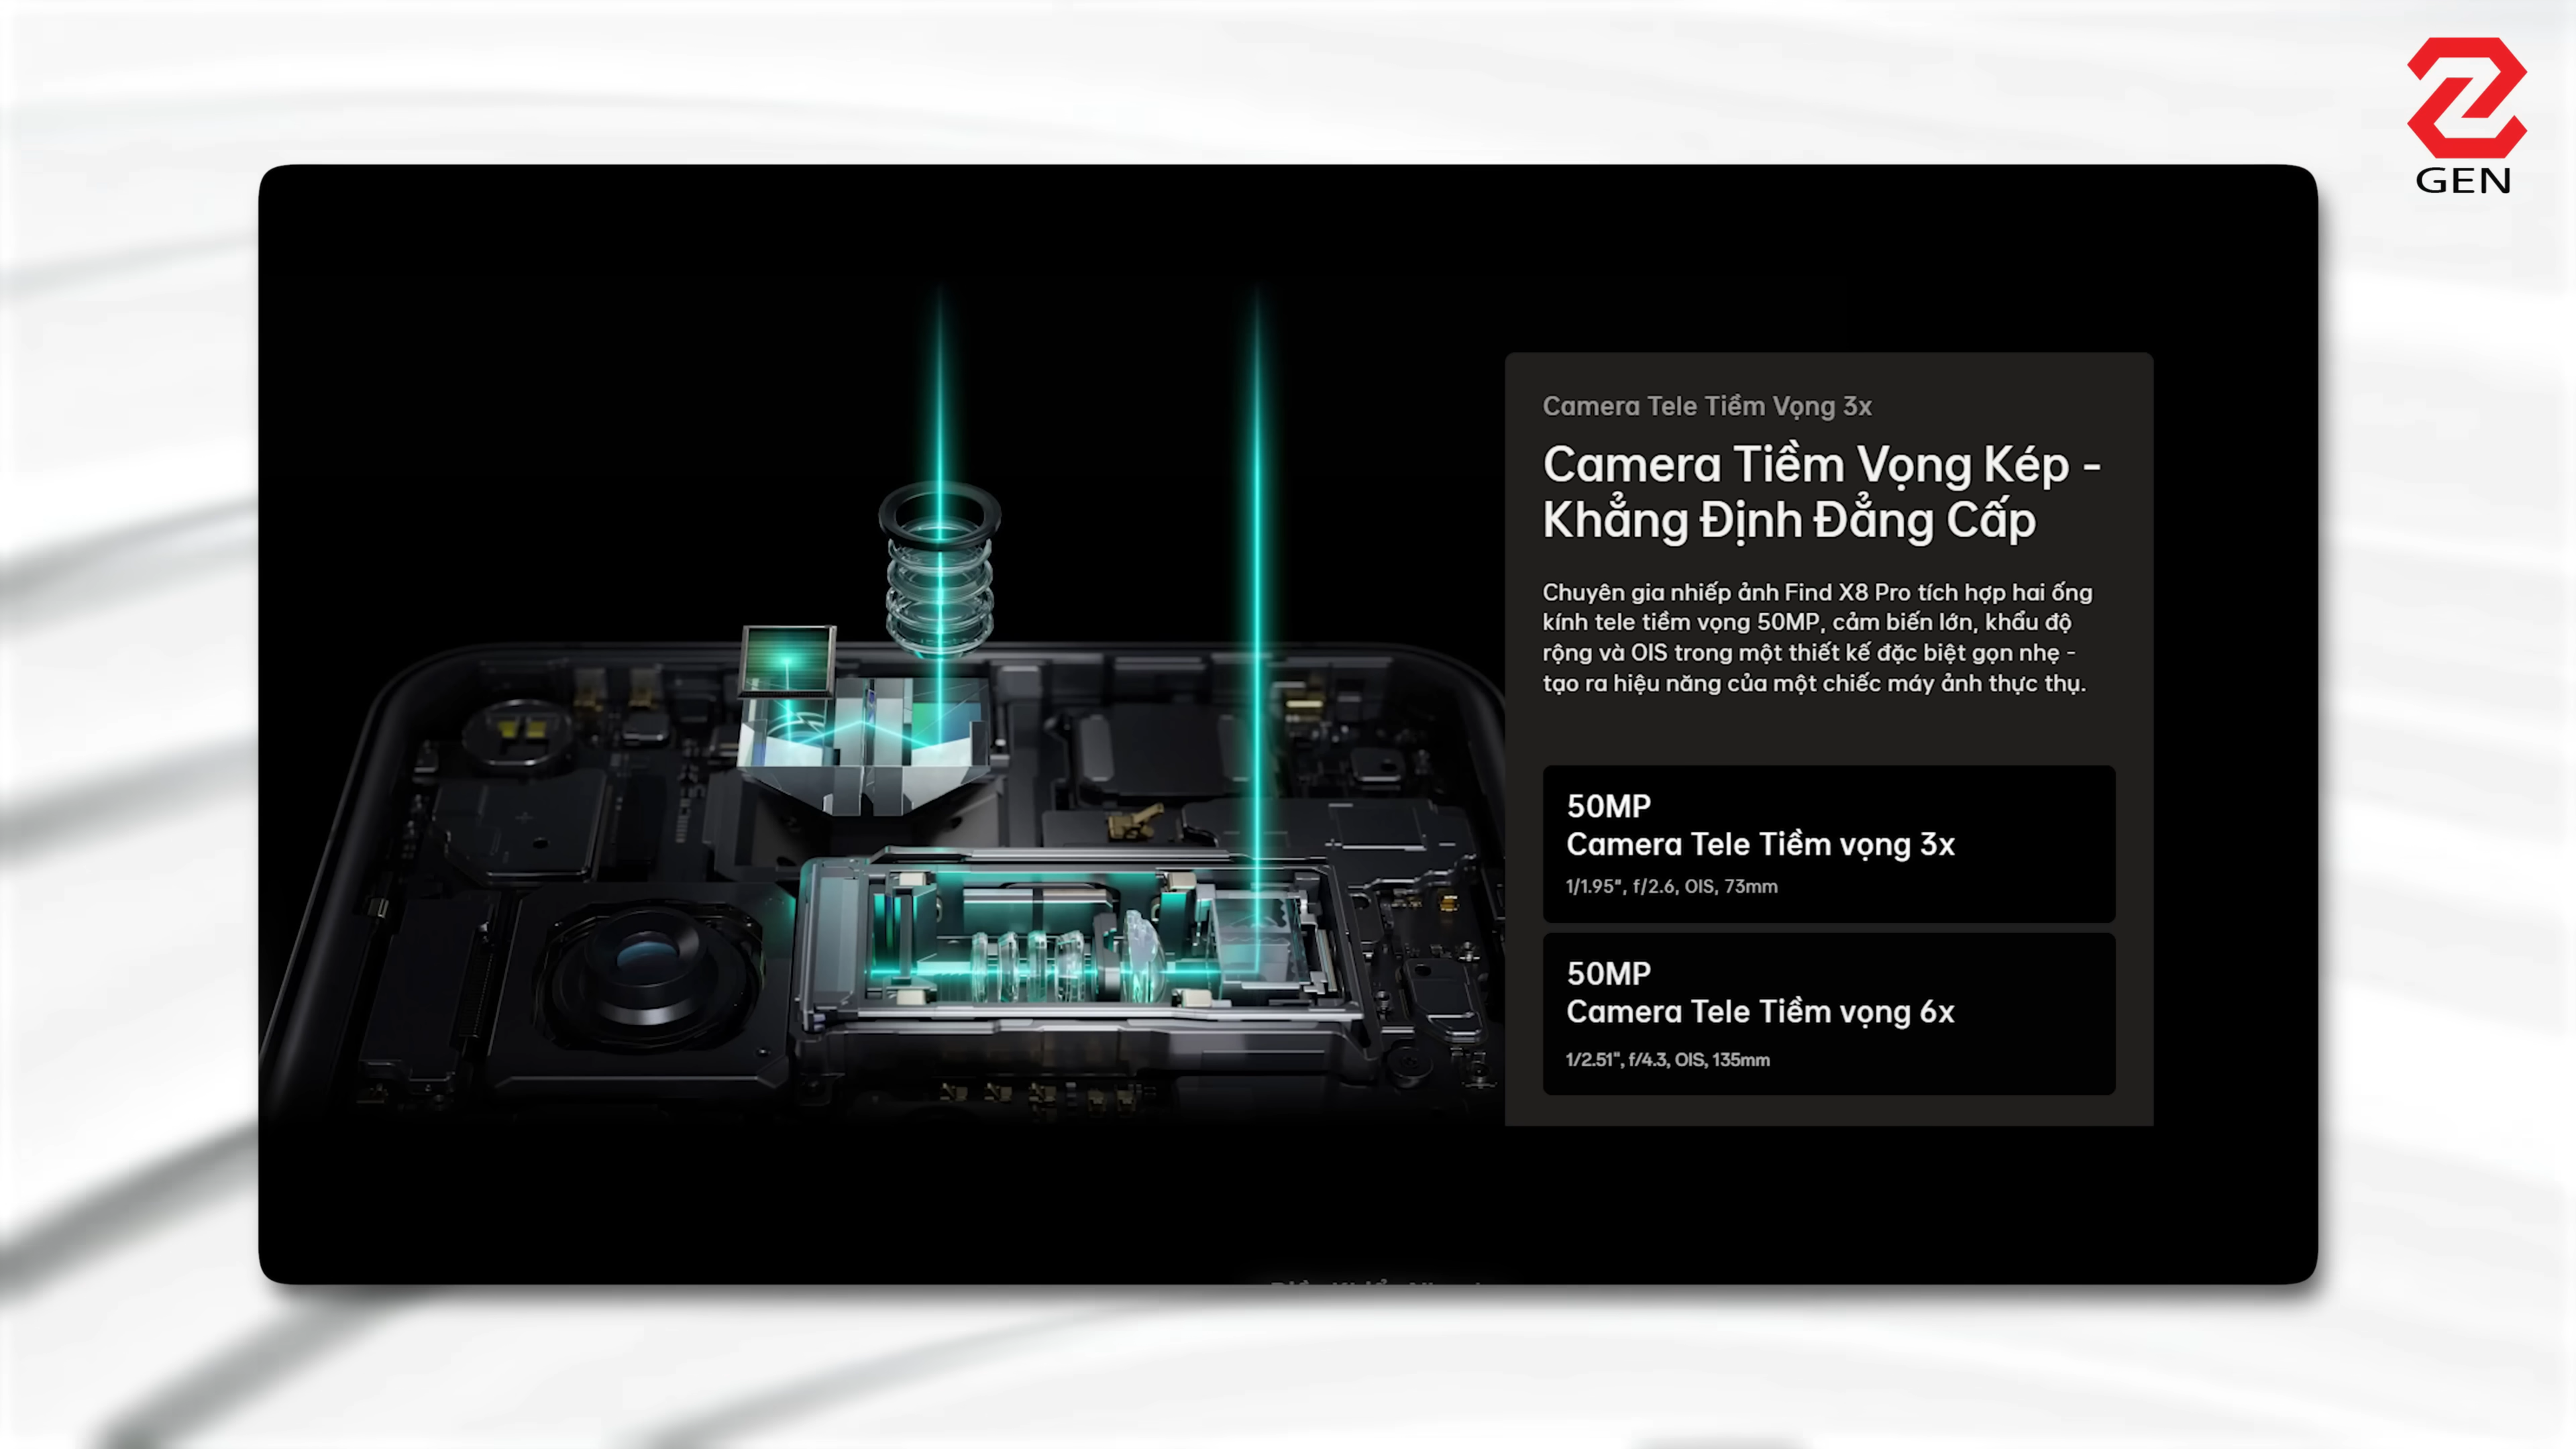 GEN
Camera Tele Tiềm Vọng 3x
Camera Tiềm Vọng Kép -
Khẳng Định Đẳng Cấp
Chuyên gia nhiếp ảnh Find X8 Pro tích hợp hai ống
kính tele tiềm vọng 50MP, cảm biến lớn, khẩu độ
rộng và OIS trong một thiết kế đặc biệt gọn nhẹ -
tạo ra hiệu năng của một chiếc máy ảnh thực thụ.
50MP
Camera Tele Tiềm vọng 3x
1/1.95", f/2.6, OIS, 73mm
50MP
Camera Tele Tiềm vọng 6x
1/2.51", f/4.3, OIS, 135mm